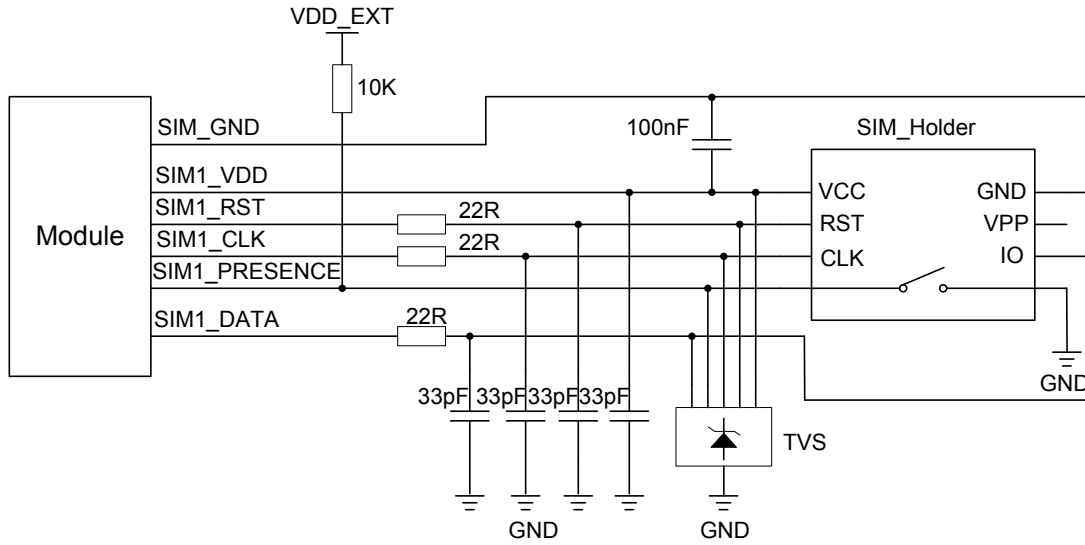 VDD_EXT
10K
SIM_GND
100nF
SIM_Holder
SIM1_VDD
VCC
GND
SIM1_RST
22R
RST
VPP
Module
SIM1_CLK
22R
CLK
IO
SIM1_PRESENCE
SIM1_DATA
22R
GND
33pF 33pF 33pF 33pF
TVS
GND
GND